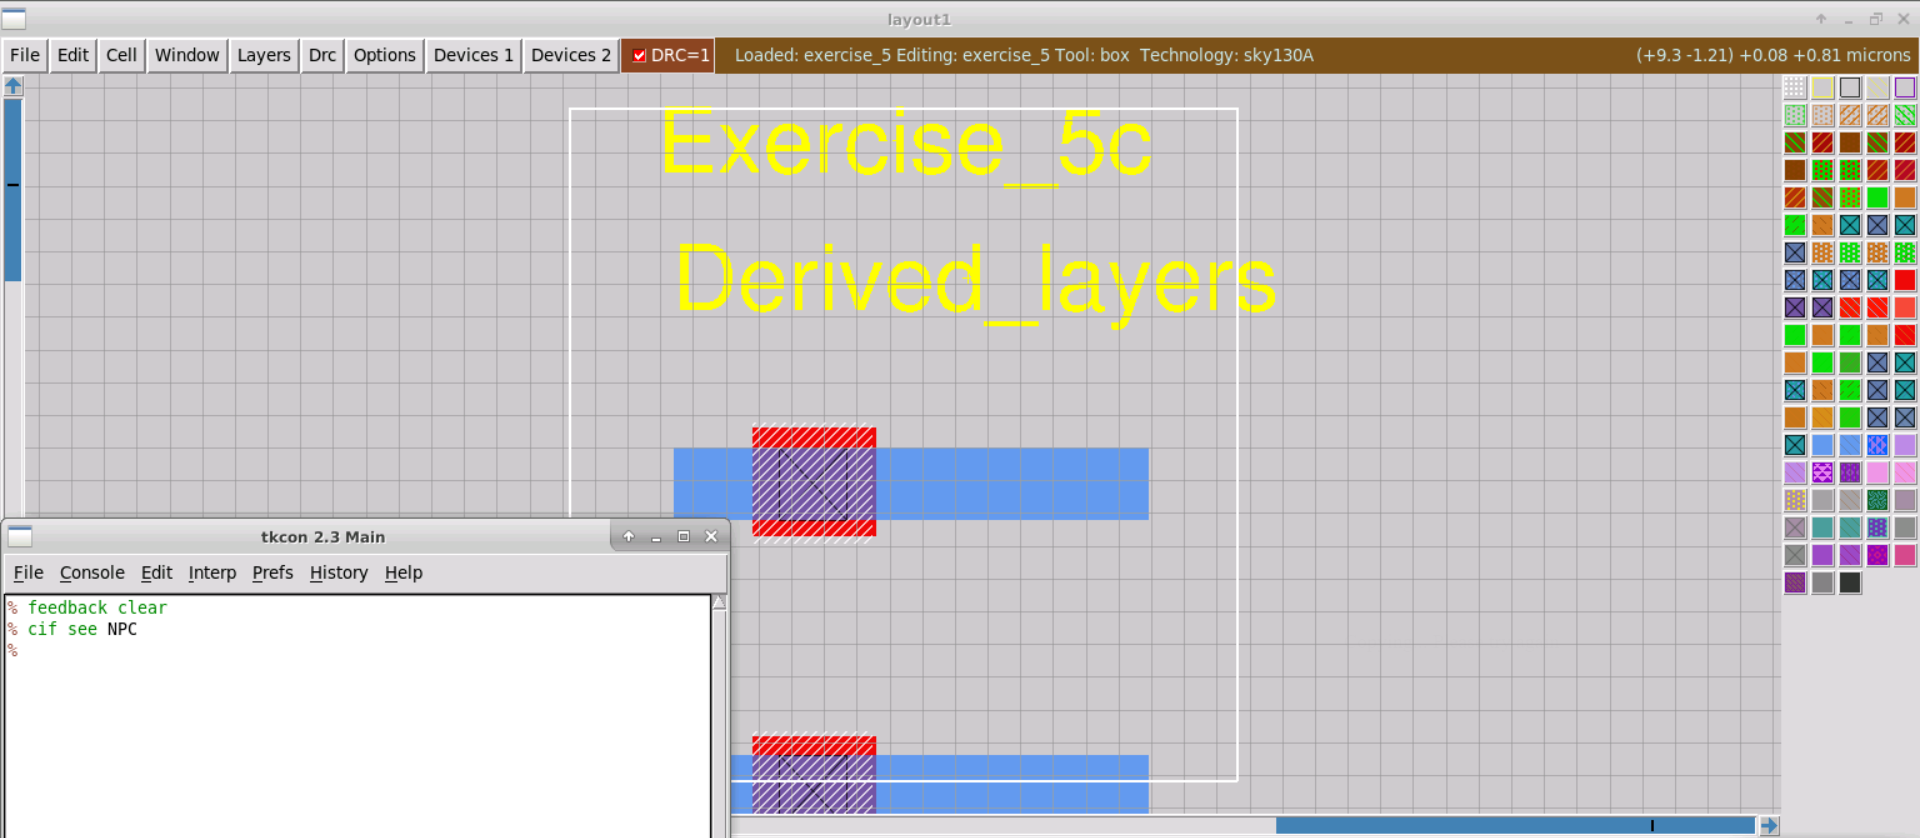 layout1
File Edit Cell Window Layers Drc Options Devices 1 Devices 2 DRC=1 Loaded: exercise_5 Editing: exercise_5 Tool: box Technology: sky130A (+9.3 -1.21) +0.08 +0.81 microns
Exercise_5c
Derived_layers
tkcon 2.3 Main
File Console Edit Interp Prefs History Help
% feedback clear
% cif see NPC
%